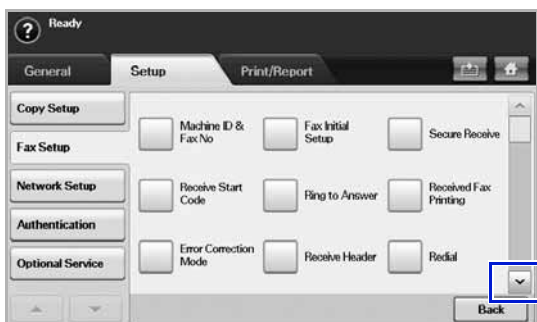 ?
Ready
General
Setup
Print/Report
Copy Setup
Fax Setup
Network Setup
Authentication
Optional Service
Machine ID &
Fax No
Fax Initial
Setup
Secure Receive
Receive Start
Code
Ring to Answer
Received Fax
Printing
Error Correction
Mode
Receive Header
Redial
Back